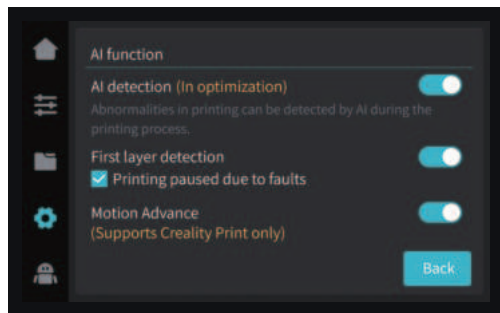 AI function
AI detection (In optimization)
Abnormalities in printing can be detected by AI during the
printing process.
First layer detection
Printing paused due to faults
Motion Advance
(Supports Creality Print only)
Back